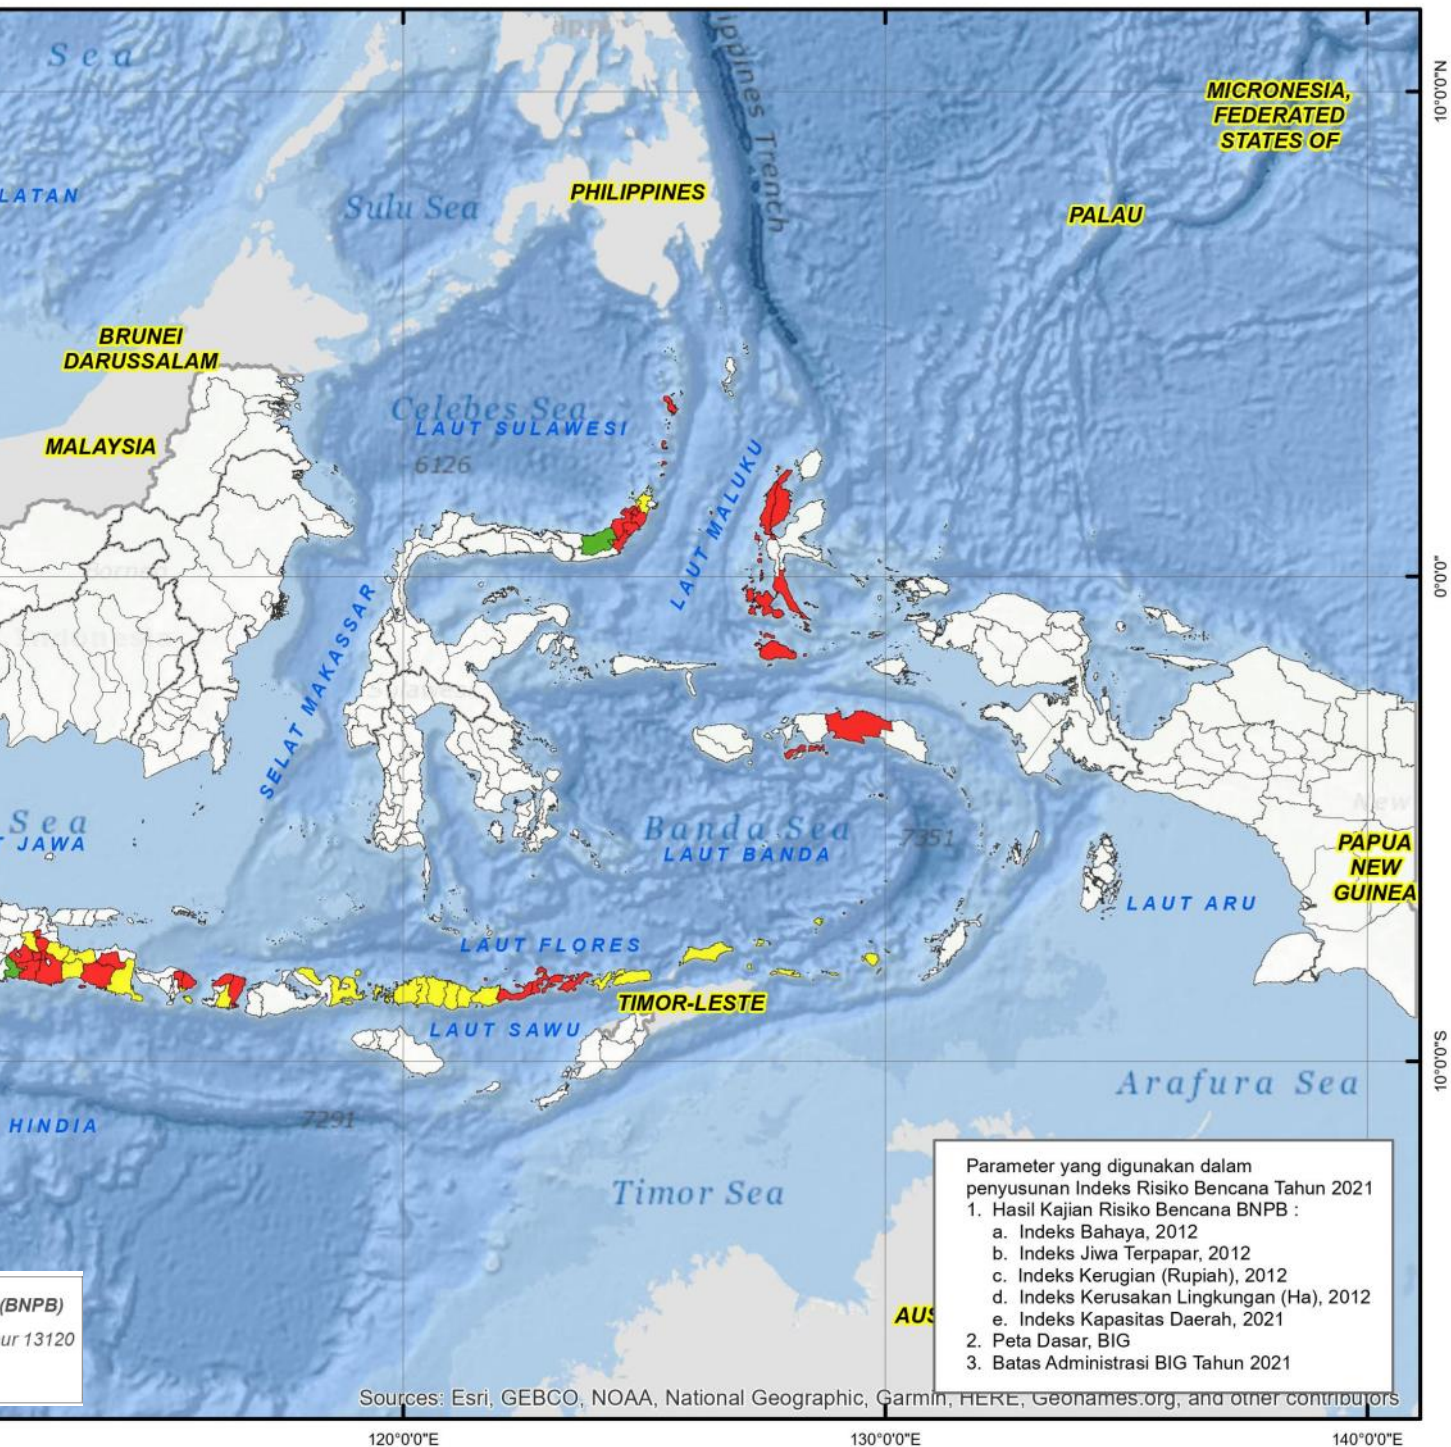 Sea
10°0'0"N
MICRONESIA,
FEDERATED
STATES OF
LATAN
Sulu Sea
PHILIPPINES
ippines Trench
PALAU
BRUNEI
DARUSSALAM
MALAYSIA
Celebes Sea
LAUT SULAWESI
6126
LAUT MALUKU
0°0'0"
Borneo
SELAT MAKASSAR
Sea
T JAWA
Banda Sea
LAUT BANDA
7351
New
PAPUA
NEW
GUINEA
LAUT ARU
LAUT FLORES
TIMOR-LESTE
LAUT SAWU
10°0'0"S
Arafura Sea
HINDIA
7291
Timor Sea
Parameter yang digunakan dalam
penyusunan Indeks Risiko Bencana Tahun 2021
1. Hasil Kajian Risiko Bencana BNPB :
a. Indeks Bahaya, 2012
b. Indeks Jiwa Terpapar, 2012
c. Indeks Kerugian (Rupiah), 2012
d. Indeks Kerusakan Lingkungan (Ha), 2012
e. Indeks Kapasitas Daerah, 2021
2. Peta Dasar, BIG
3. Batas Administrasi BIG Tahun 2021
AUS
(BNPB)
ur 13120
Sources: Esri, GEBCO, NOAA, National Geographic, Garmin, HERE, Geonames.org, and other contributors
120°0'0"E
130°0'0"E
140°0'0"E